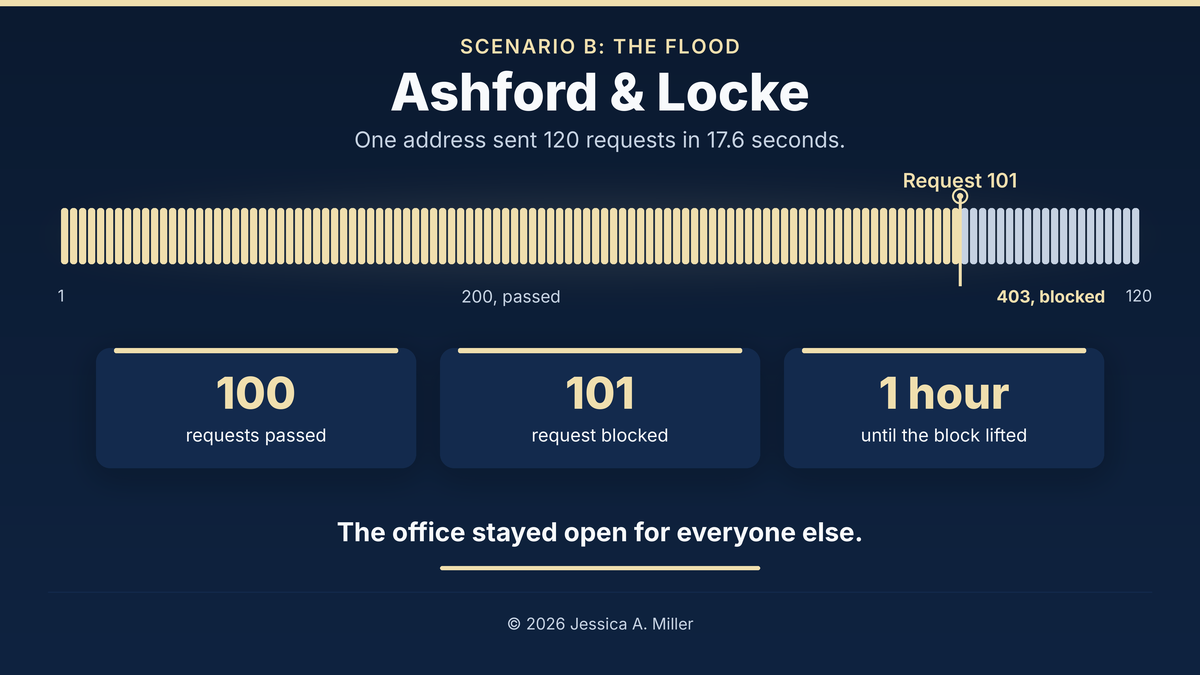 SCENARIO B: THE FLOOD
Ashford & Locke
One address sent 120 requests in 17.6 seconds.
Request 101
1
200, passed
403, blocked
120
100
requests passed
101
request blocked
1 hour
until the block lifted
The office stayed open for everyone else.
© 2026 Jessica A. Miller